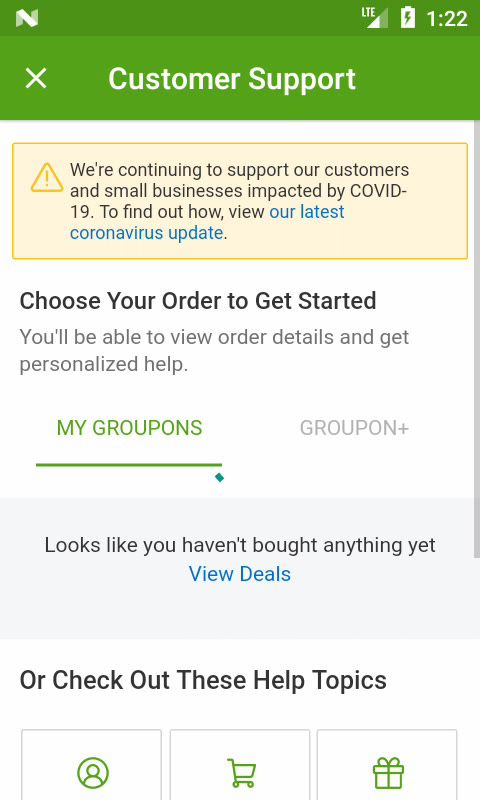 LTE 1:22
Customer Support
We're continuing to support our customers
and small businesses impacted by COVID-
19. To find out how, view our latest
coronavirus update.
Choose Your Order to Get Started
You'll be able to view order details and get
personalized help.
MY GROUPONS GROUPON+
Looks like you haven't bought anything yet
View Deals
Or Check Out These Help Topics